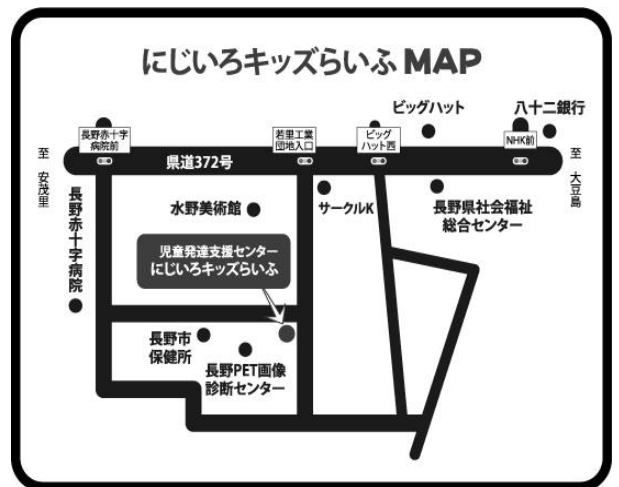 にじいろキッズらいふ MAP
ビッグハット
八十二銀行
長野赤十字
病院前
若里工業
団地入口
ビッグ
ハット西
NHK前
至 安茂里
県道372号
至 大豆島
長野赤十字病院
水野美術館
サークルK
長野県社会福祉
総合センター
児童発達支援センター
にじいろキッズらいふ
長野市
保健所
長野PET画像
診断センター